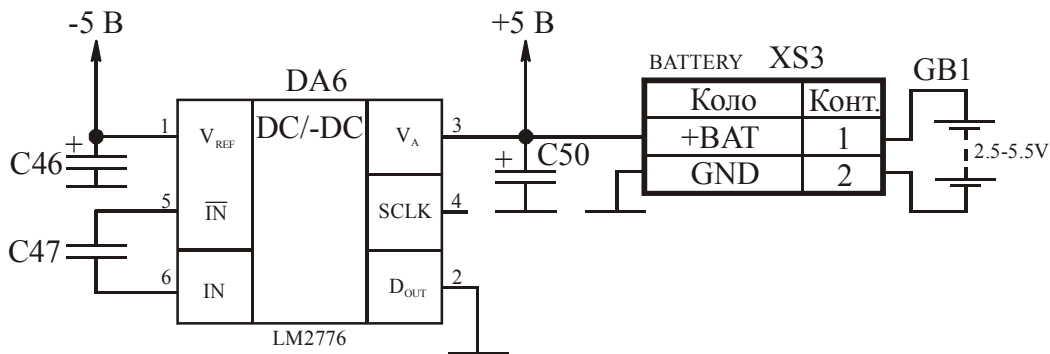 -5 В
+5 В
BATTERY XS3
GB1
DA6
Коло Конт.
+BAT 1
GND 2
2.5-5.5V
DC/-DC
1 V_REF
V_A 3
+
C46
+ C50
5 I̅N̅
SCLK 4
C47
6 IN
D_OUT 2
LM2776